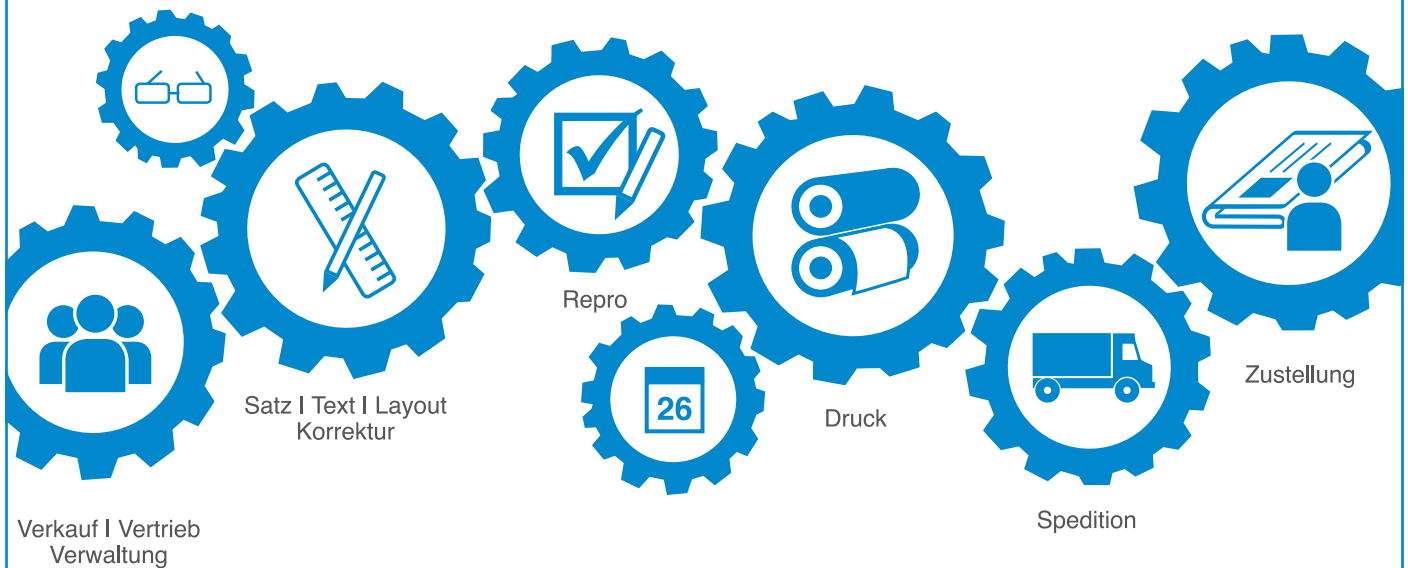 Repro
26
Satz I Text I Layout
Korrektur
Druck
Zustellung
Spedition
Verkauf I Vertrieb
Verwaltung